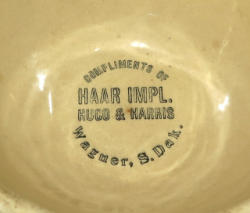 COMPLIMENTS OF
HAAR IMPL.
HUGO & HARRIS
Wagner, S. Dak.